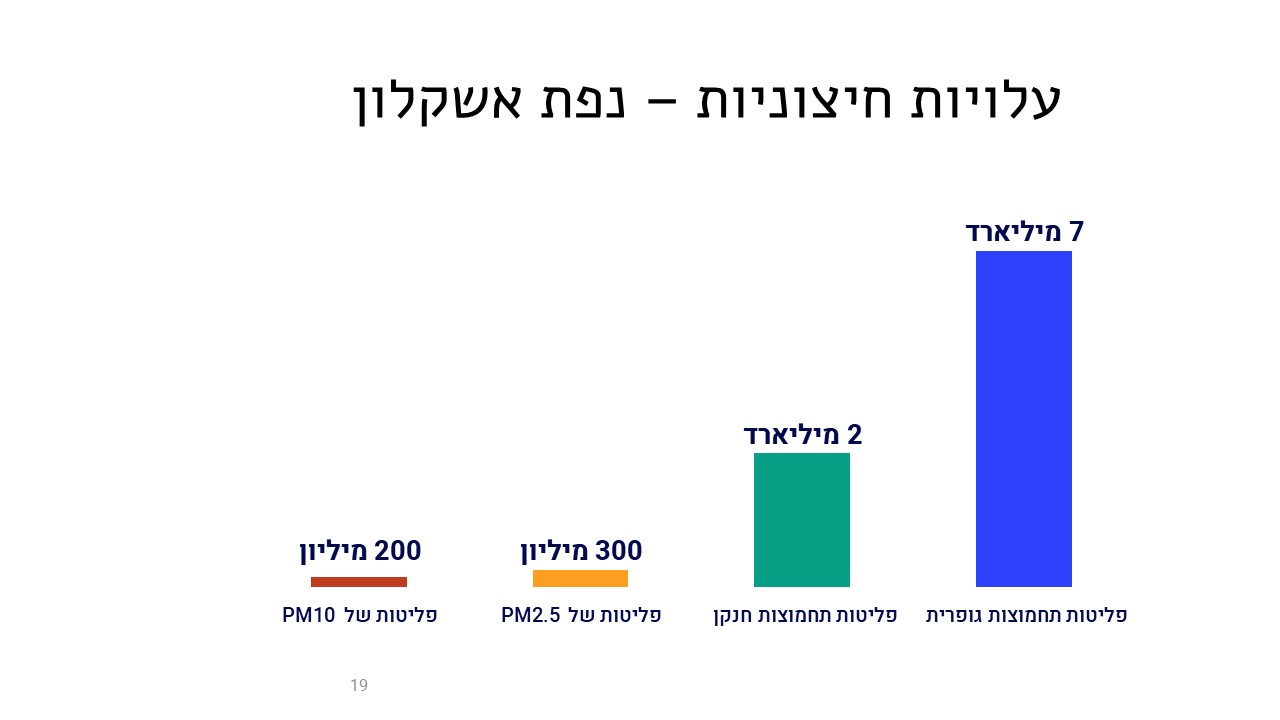 עלויות חיצוניות – נפת אשקלון
7 מיליארד
2 מיליארד
300 מיליון
200 מיליון
פליטות תחמוצות גופרית
פליטות תחמוצות חנקן
פליטות של PM2.5
פליטות של PM10
19